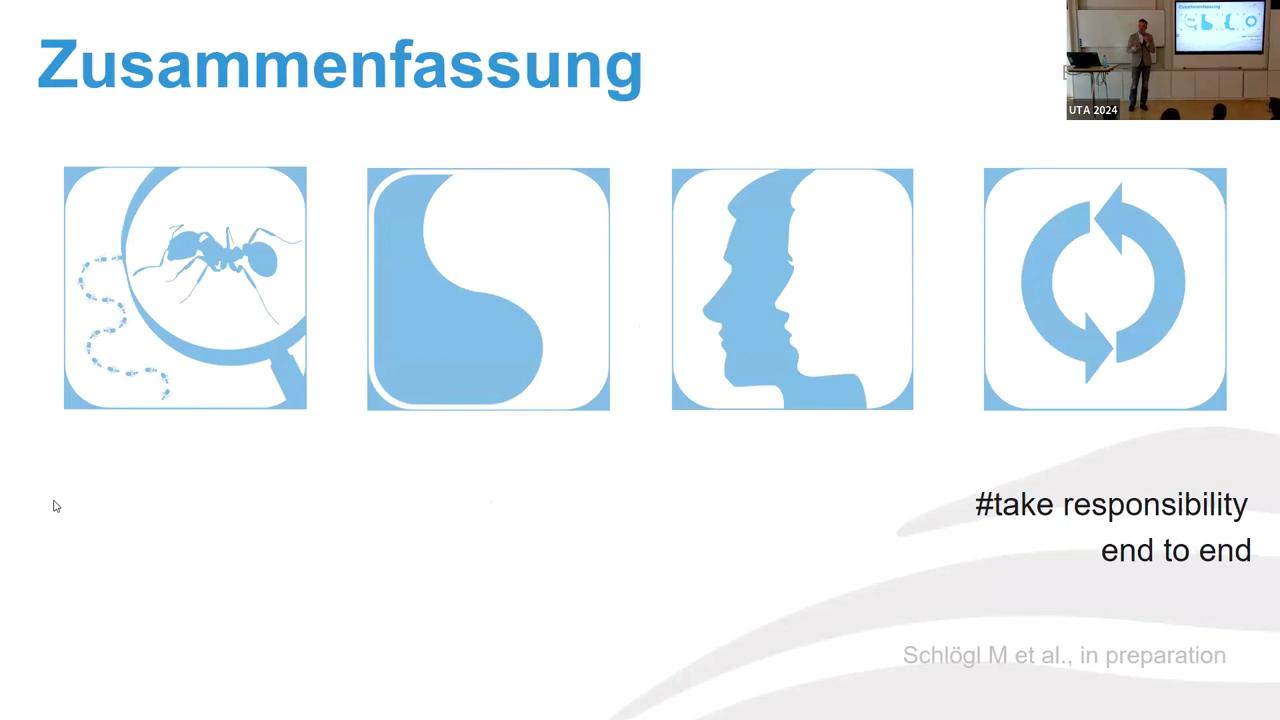 Zusammenfassung
UTA 2024
#take responsibility
end to end
Schlögl M et al., in preparation